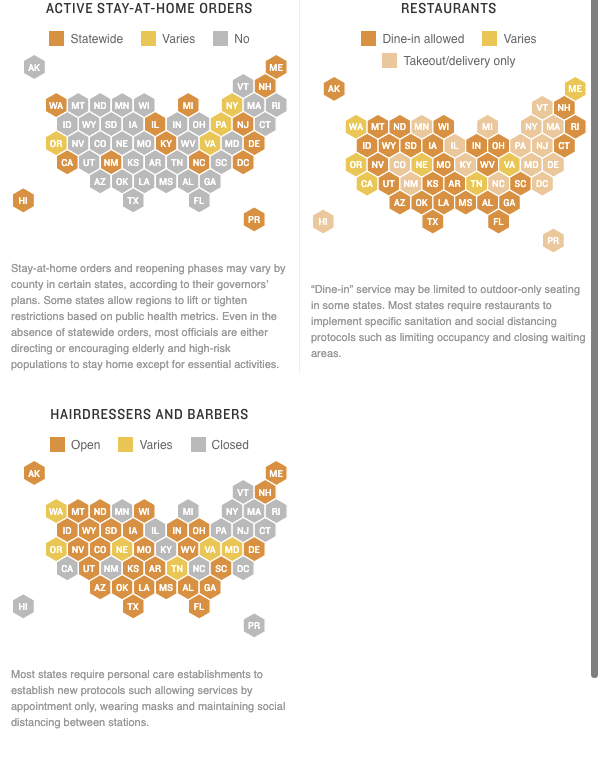 ACTIVE STAY-AT-HOME ORDERS
Statewide Varies No
AK ME
VT NH
WA MT ND MN WI MI NY MA RI
ID WY SD IA IL IN OH PA NJ CT
OR NV CO NE MO KY WV VA MD DE
CA UT NM KS AR TN NC SC DC
AZ OK LA MS AL GA
HI TX FL
PR
Stay-at-home orders and reopening phases may vary by
county in certain states, according to their governors'
plans. Some states allow regions to lift or tighten
restrictions based on public health metrics. Even in the
absence of statewide orders, most officials are either
directing or encouraging elderly and high-risk
populations to stay home except for essential activities.
RESTAURANTS
Dine-in allowed Varies
Takeout/delivery only
AK ME
VT NH
WA MT ND MN WI MI NY MA RI
ID WY SD IA IL IN OH PA NJ CT
OR NV CO NE MO KY WV VA MD DE
CA UT NM KS AR TN NC SC DC
AZ OK LA MS AL GA
HI TX FL
PR
“Dine-in” service may be limited to outdoor-only seating
in some states. Most states require restaurants to
implement specific sanitation and social distancing
protocols such as limiting occupancy and closing waiting
areas.
HAIRDRESSERS AND BARBERS
Open Varies Closed
AK ME
VT NH
WA MT ND MN WI MI NY MA RI
ID WY SD IA IL IN OH PA NJ CT
OR NV CO NE MO KY WV VA MD DE
CA UT NM KS AR TN NC SC DC
AZ OK LA MS AL GA
HI TX FL
PR
Most states require personal care establishments to
establish new protocols such allowing services by
appointment only, wearing masks and maintaining social
distancing between stations.